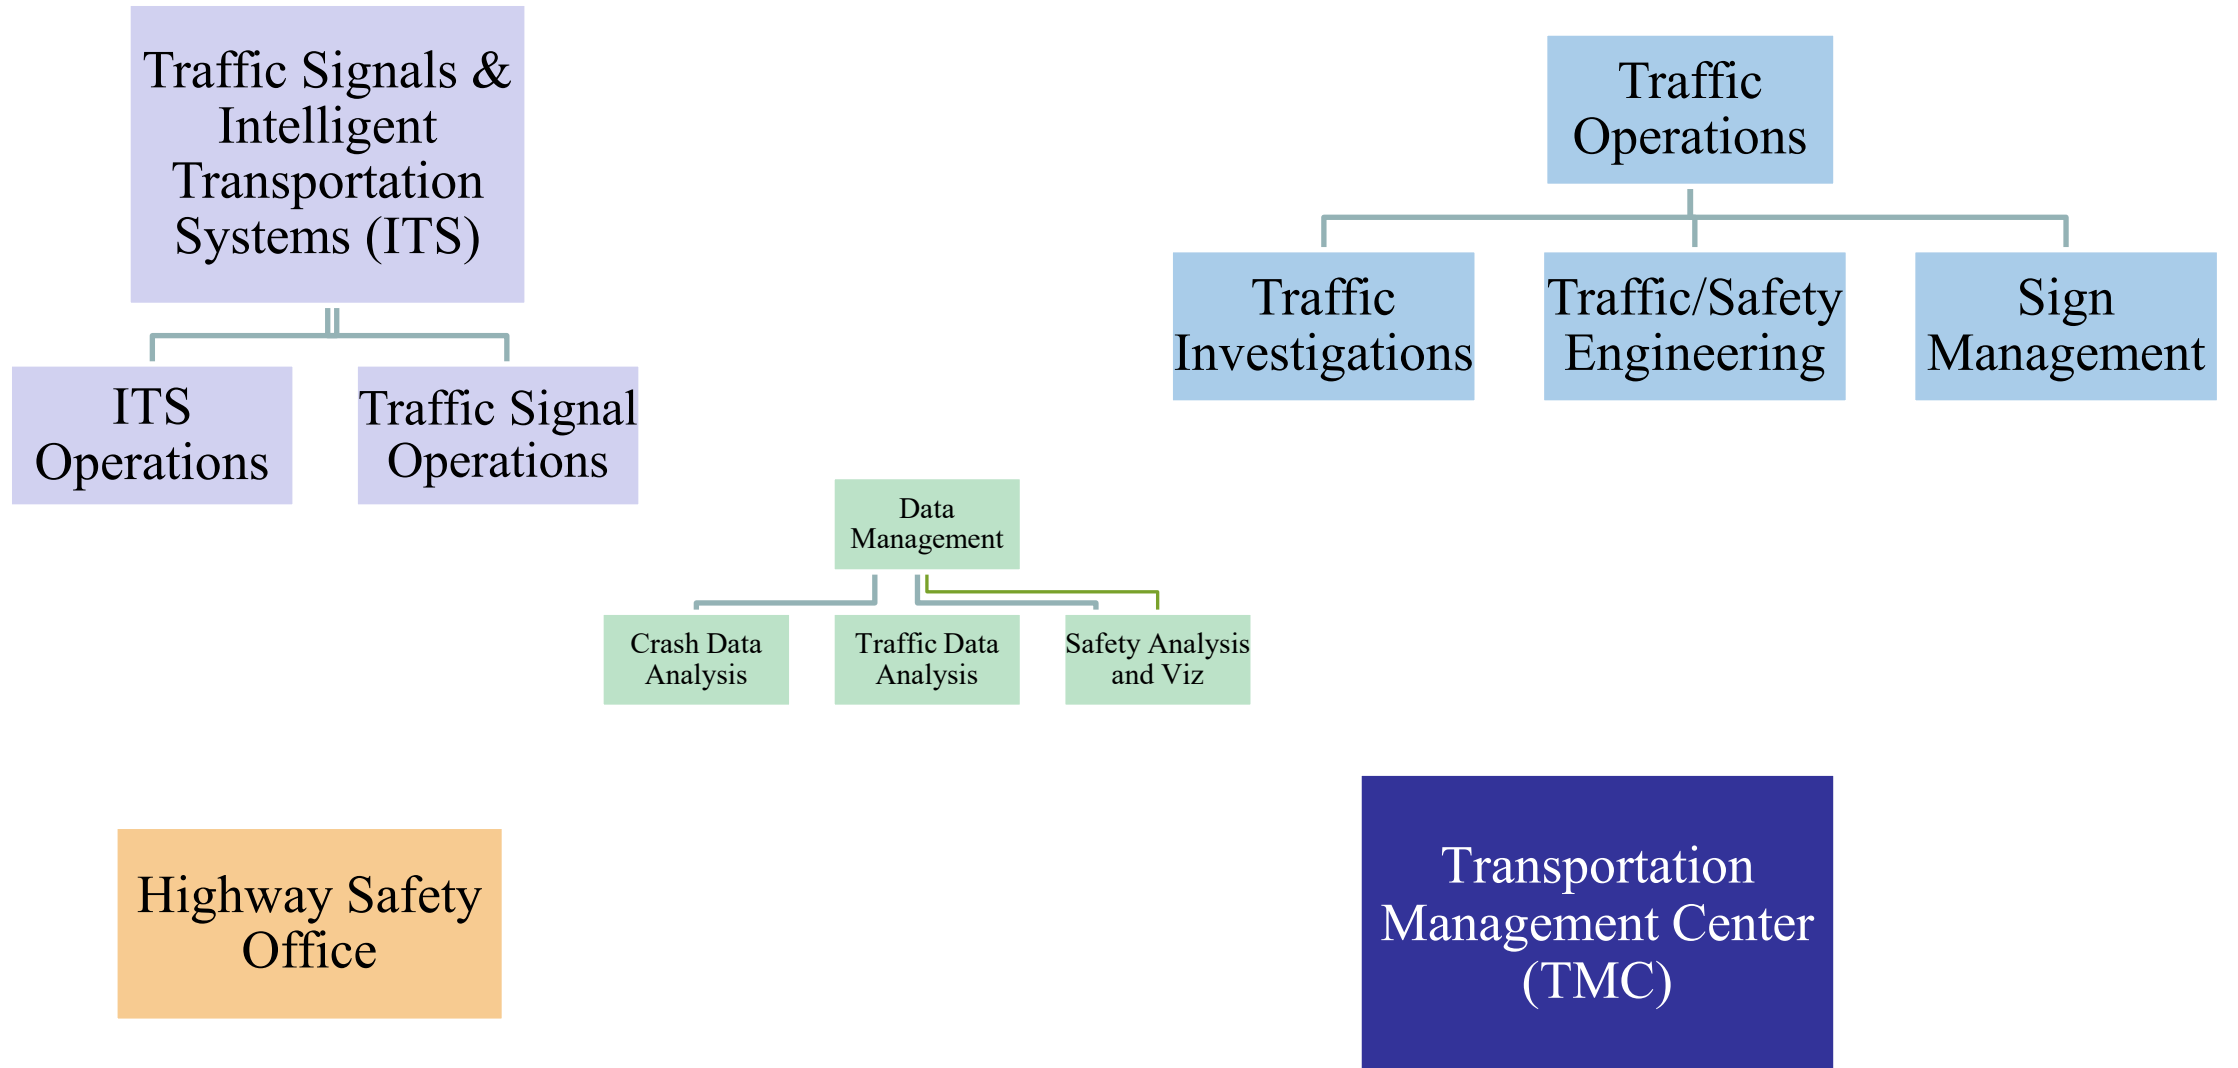 Traffic Signals &
Intelligent
Transportation
Systems (ITS)
ITS
Operations
Traffic Signal
Operations
Traffic
Operations
Traffic
Investigations
Traffic/Safety
Engineering
Sign
Management
Data
Management
Crash Data
Analysis
Traffic Data
Analysis
Safety Analysis
and Viz
Highway Safety
Office
Transportation
Management Center
(TMC)